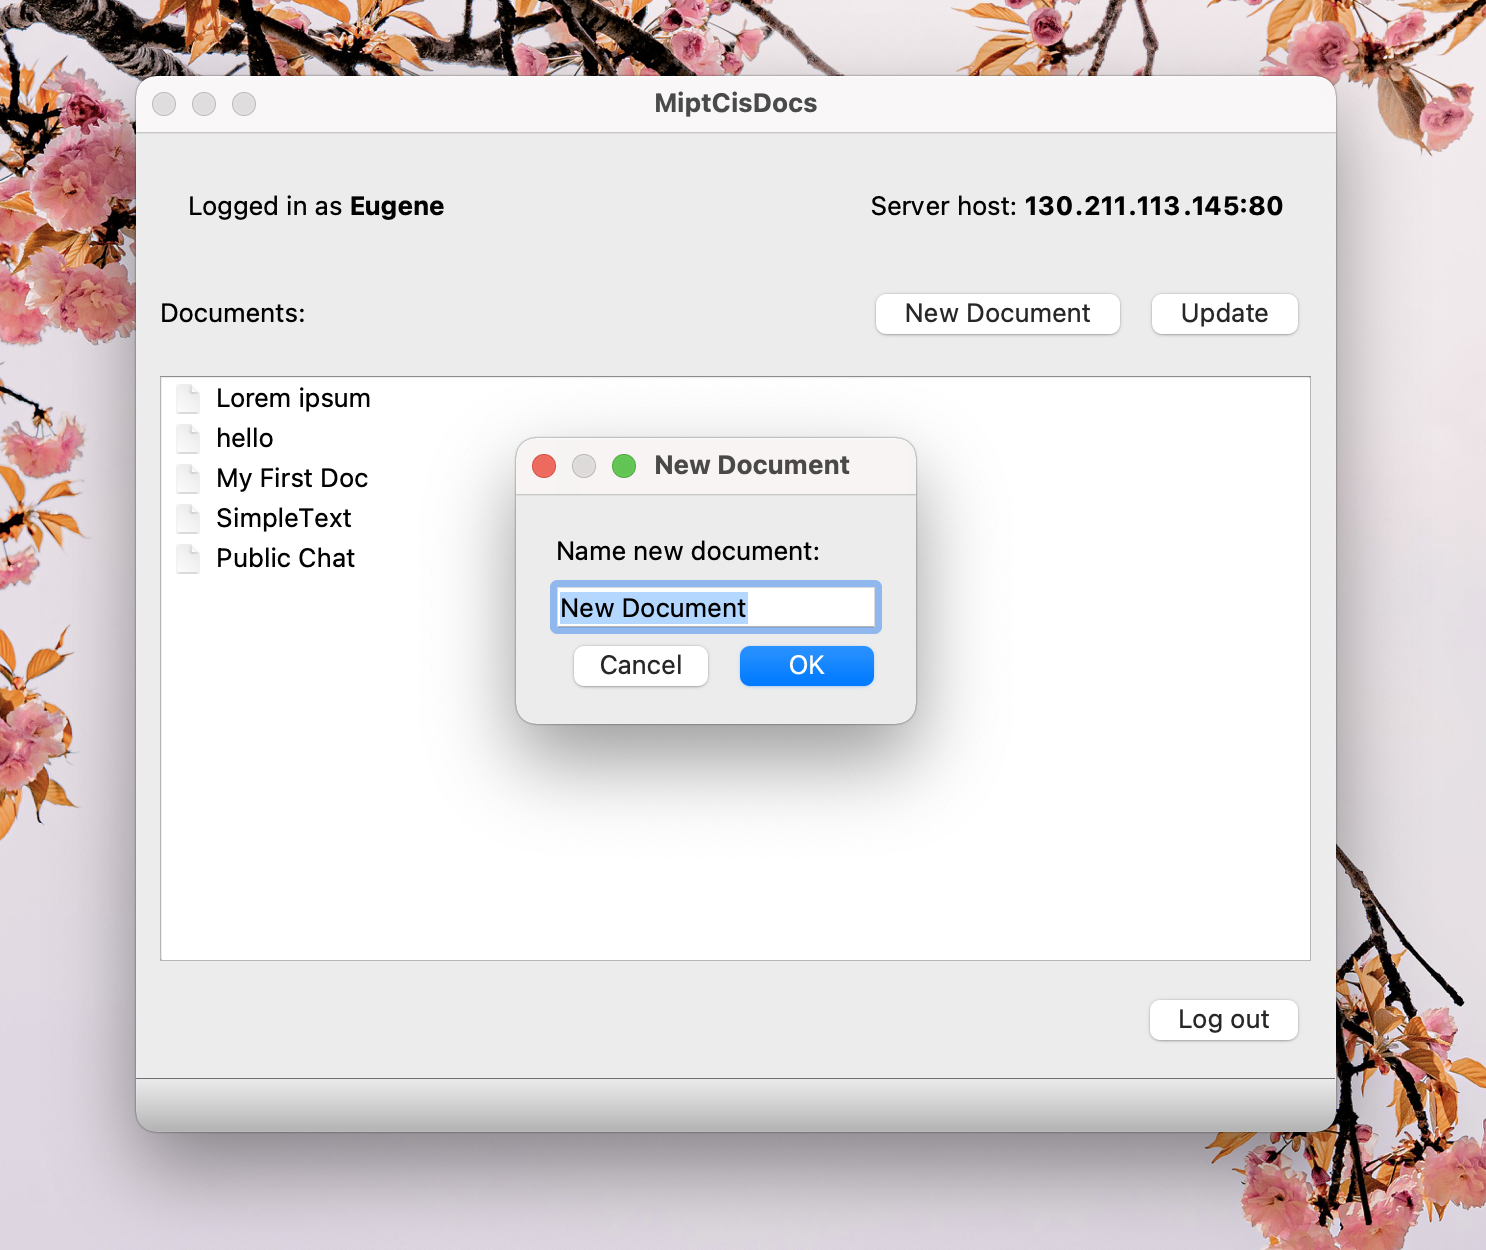 MiptCisDocs
Logged in as Eugene
Server host: 130.211.113.145:80
Documents:
New Document
Update
Lorem ipsum
hello
My First Doc
SimpleText
Public Chat
New Document
Name new document:
New Document
Cancel
OK
Log out